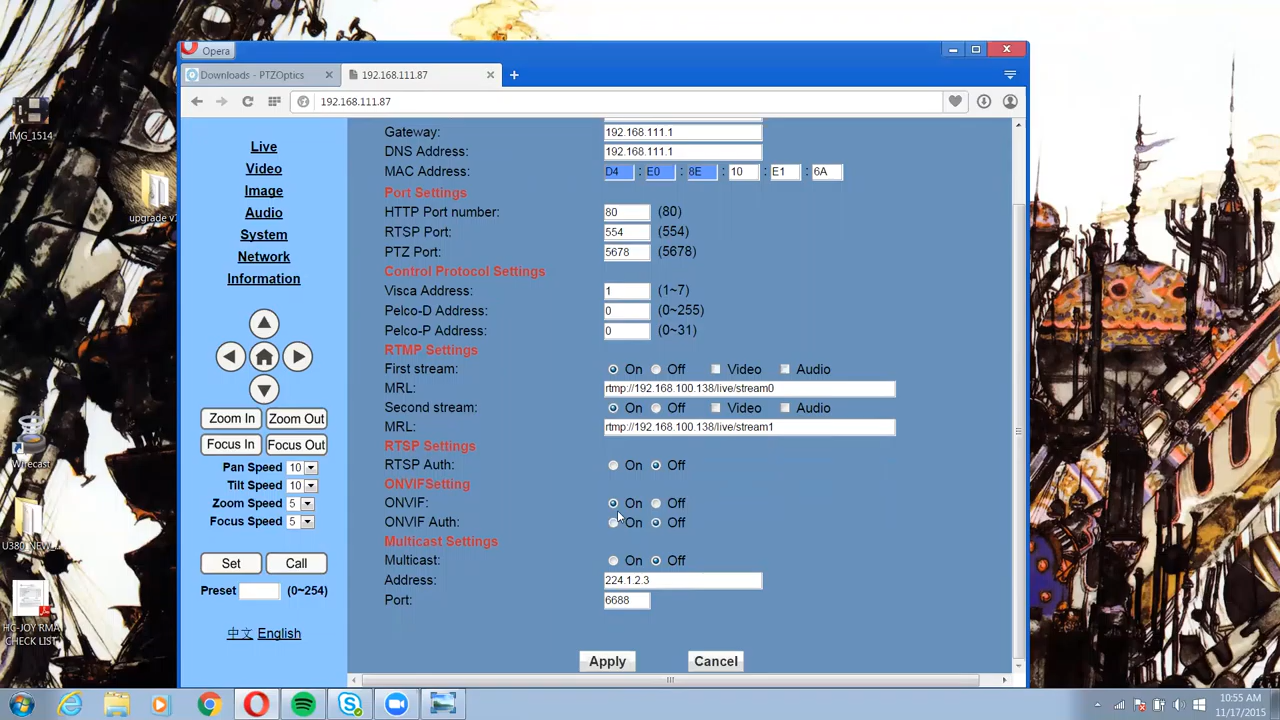 Opera
Downloads - PTZOptics
192.168.111.87
192.168.111.87
IMG_1514
upgrade v
Wirecast
U380_NEW_
HC-JOY RMA
CHECK LIST
Live
Video
Image
Audio
System
Network
Information
Zoom In Zoom Out
Focus In Focus Out
Pan Speed 10
Tilt Speed 10
Zoom Speed 5
Focus Speed 5
Set Call
Preset (0~254)
中文 English
Gateway: 192.168.111.1
DNS Address: 192.168.111.1
MAC Address: D4 : E0 : 8E : 10 : E1 : 6A
Port Settings
HTTP Port number: 80 (80)
RTSP Port: 554 (554)
PTZ Port: 5678 (5678)
Control Protocol Settings
Visca Address: 1 (1~7)
Pelco-D Address: 0 (0~255)
Pelco-P Address: 0 (0~31)
RTMP Settings
First stream: On Off Video Audio
MRL: rtmp://192.168.100.138/live/stream0
Second stream: On Off Video Audio
MRL: rtmp://192.168.100.138/live/stream1
RTSP Settings
RTSP Auth: On Off
ONVIFSetting
ONVIF: On Off
ONVIF Auth: On Off
Multicast Settings
Multicast: On Off
Address: 224.1.2.3
Port: 6688
Apply Cancel
10:55 AM
11/17/2015